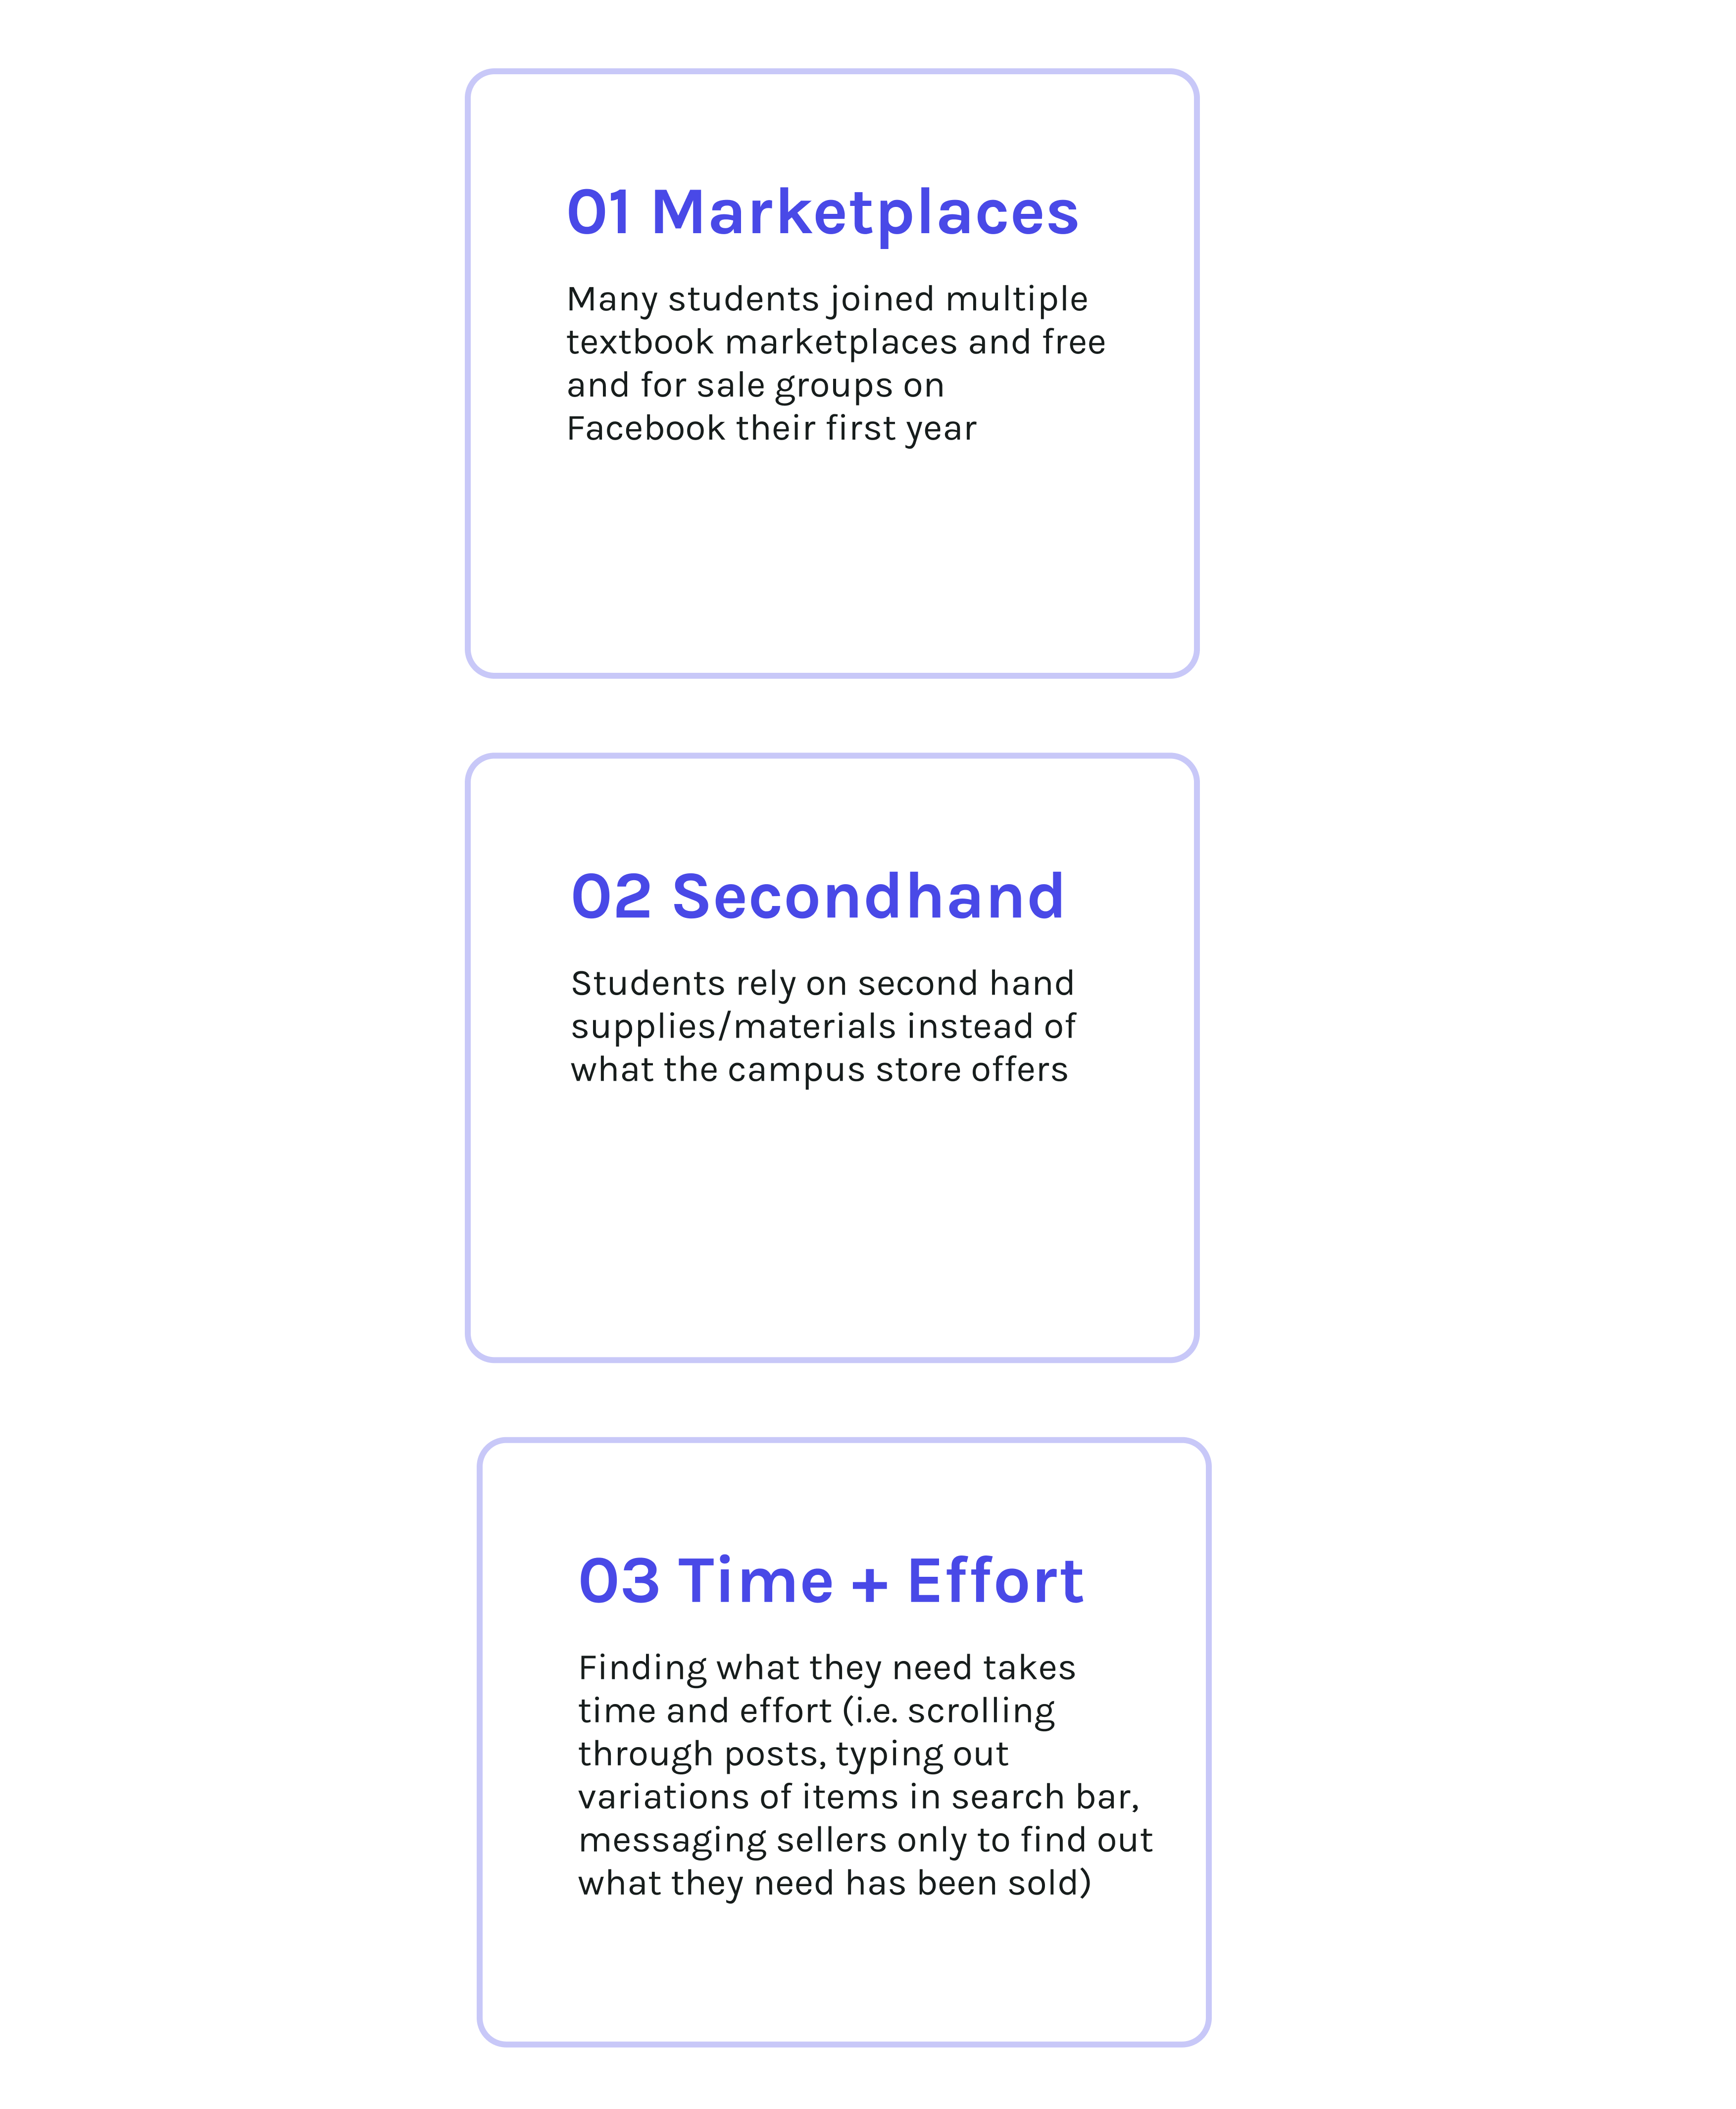 01 Marketplaces
Many students joined multiple
textbook marketplaces and free
and for sale groups on
Facebook their first year
02 Secondhand
Students rely on second hand
supplies/materials instead of
what the campus store offers
03 Time + Effort
Finding what they need takes
time and effort (i.e. scrolling
through posts, typing out
variations of items in search bar,
messaging sellers only to find out
what they need has been sold)